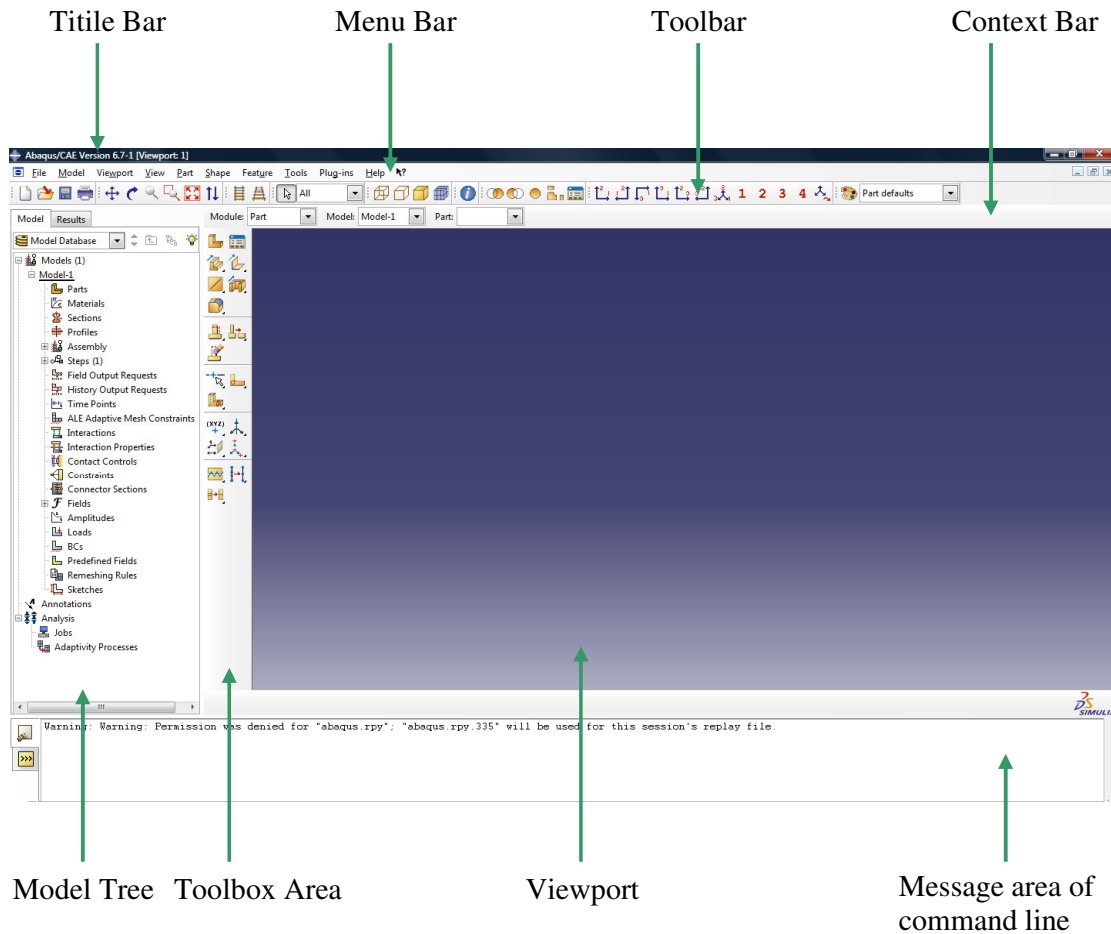 Titile Bar
Menu Bar
Toolbar
Context Bar
Abaqus/CAE Version 6.7-1 [Viewport: 1]
File Model Viewport View Part Shape Feature Tools Plug-ins Help ?
All
1 2 3 4
Part defaults
Model Results
Module: Part Model: Model-1 Part:
Model Database
Models (1)
Model-1
Parts
Materials
Sections
Profiles
Assembly
Steps (1)
Field Output Requests
History Output Requests
Time Points
ALE Adaptive Mesh Constraints
Interactions
Interaction Properties
Contact Controls
Constraints
Connector Sections
Fields
Amplitudes
Loads
BCs
Predefined Fields
Remeshing Rules
Sketches
Annotations
Analysis
Jobs
Adaptivity Processes
(XYZ)
SIMULI
Warning: Warning: Permission was denied for "abaqus.rpy"; "abaqus.rpy.335" will be used for this session's replay file.
>>>
Model Tree
Toolbox Area
Viewport
Message area of
command line